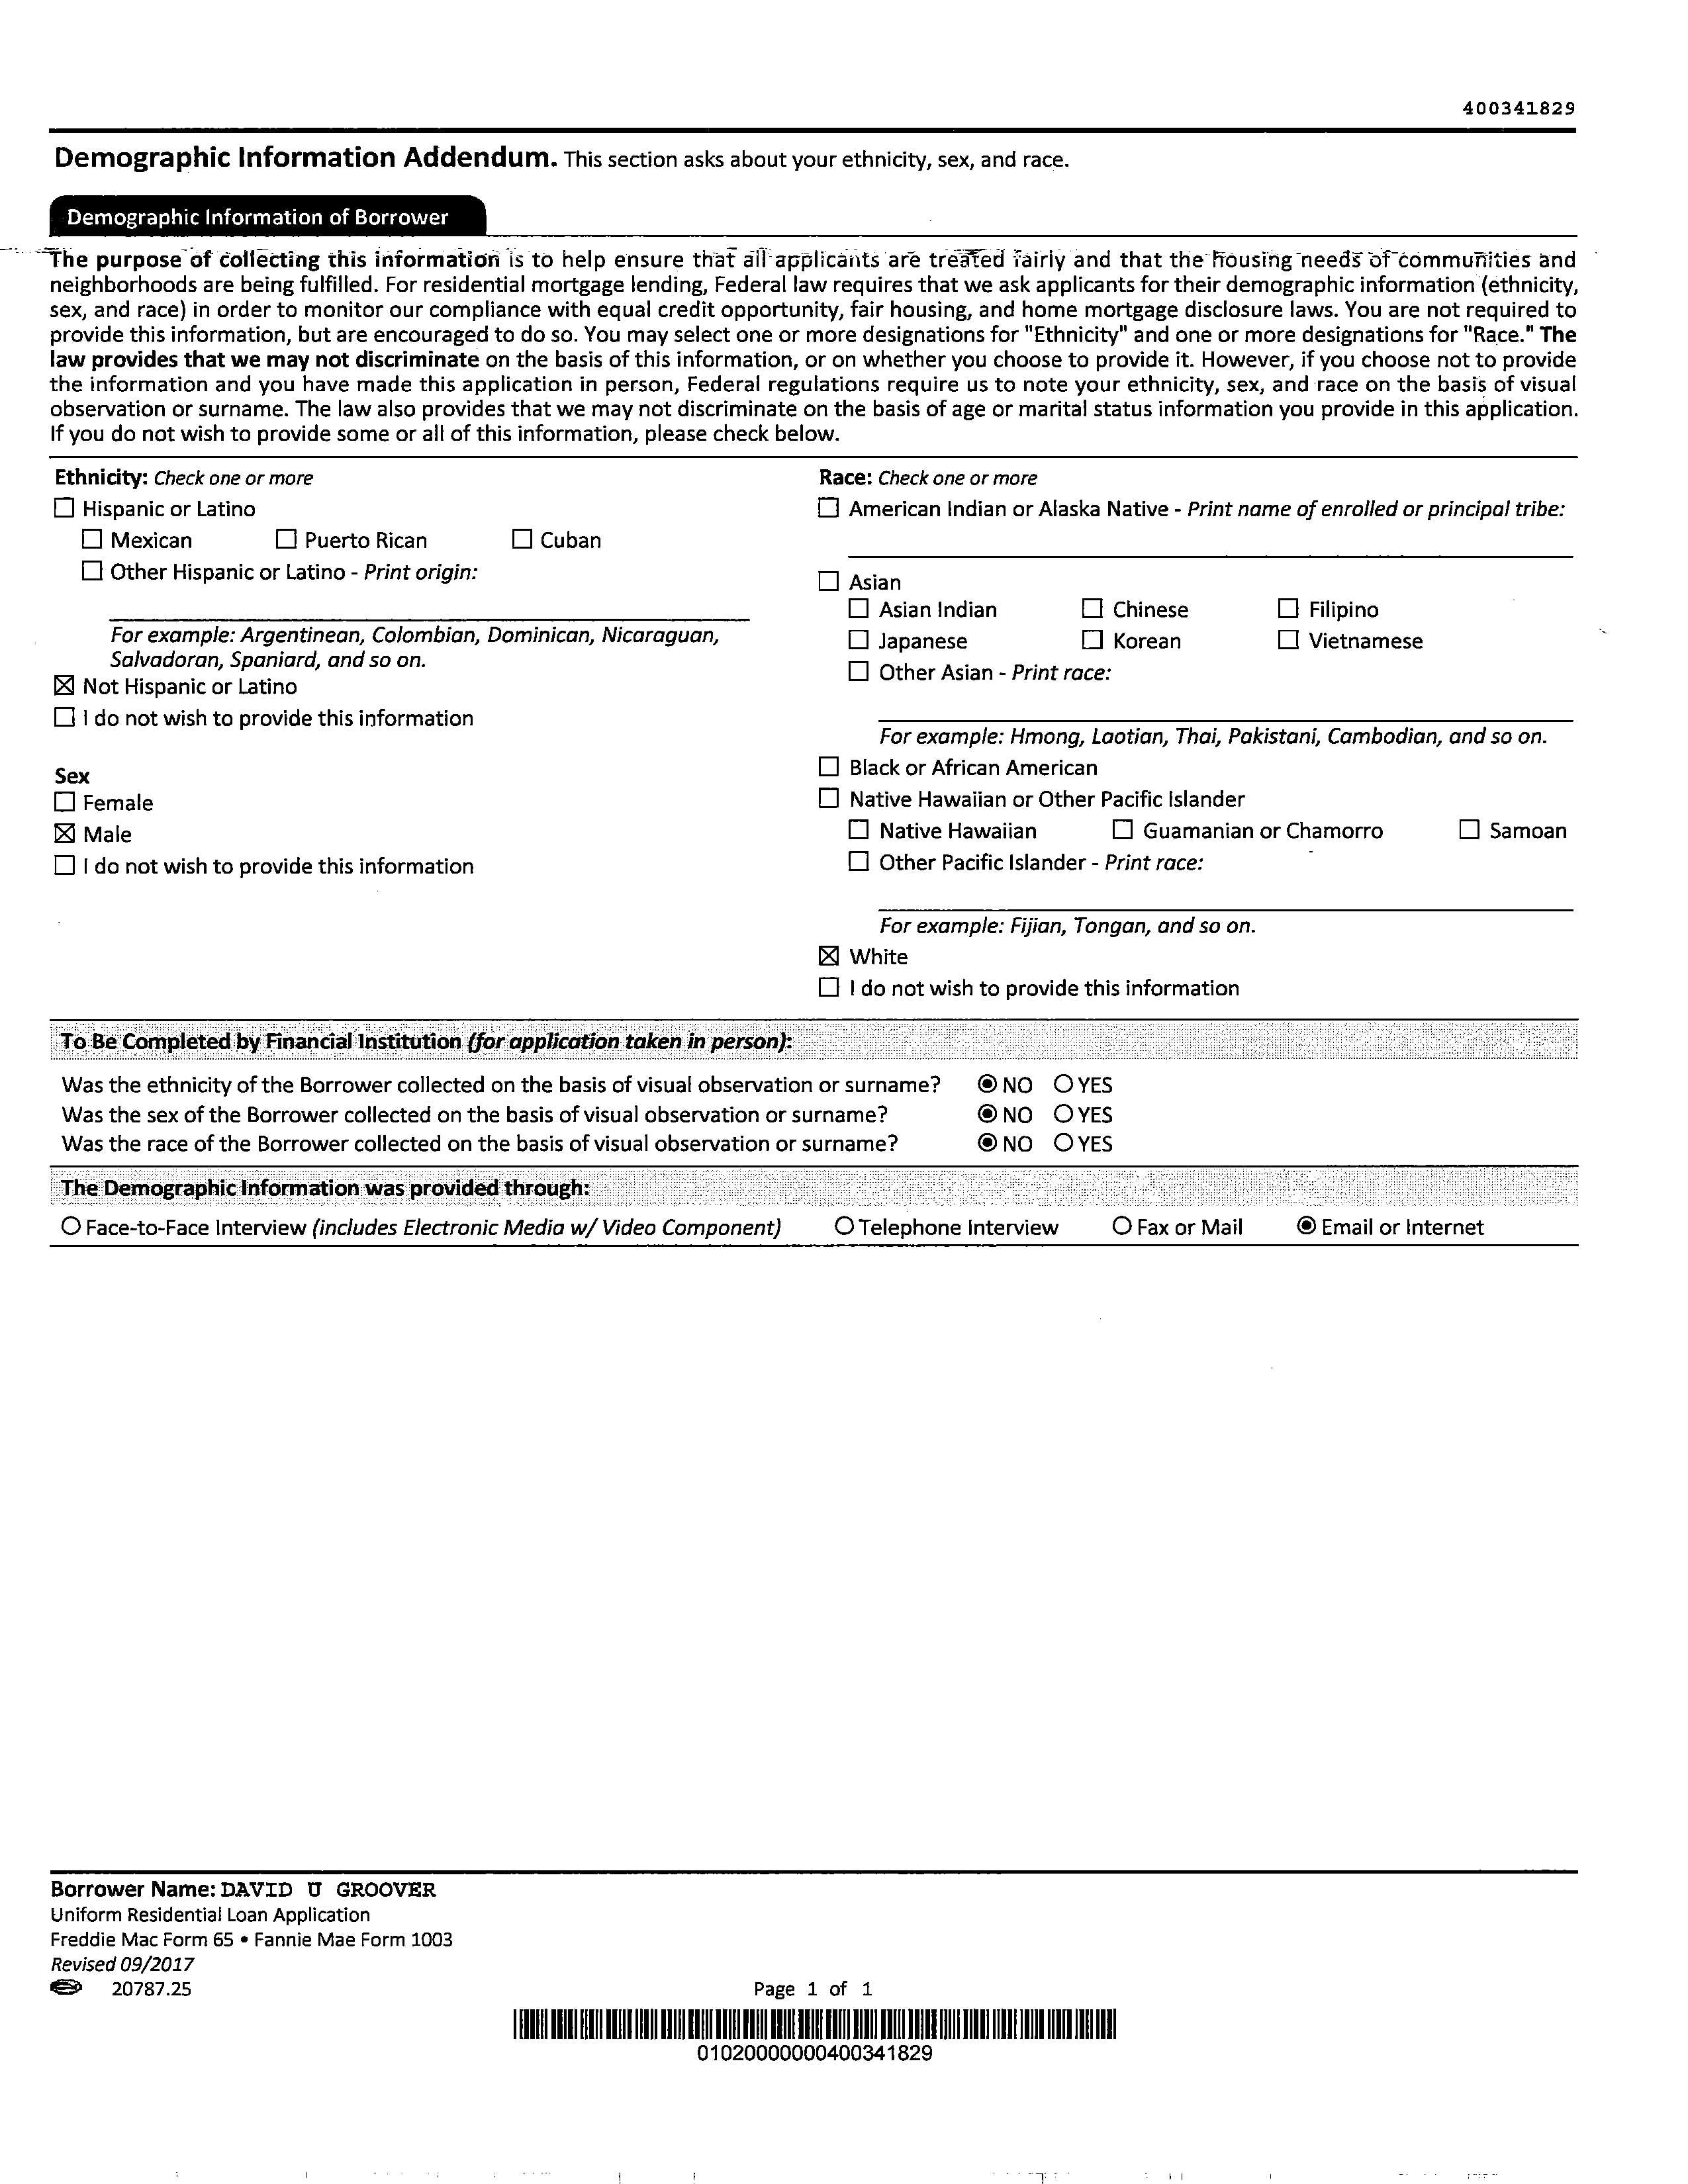 400341829
Demographic Information Addendum. This section asks about your ethnicity, sex, and race.
Demographic Information of Borrower
The purpose of collecting this information is to help ensure that all applicants are treated fairly and that the housing needs of communities and
neighborhoods are being fulfilled. For residential mortgage lending, Federal law requires that we ask applicants for their demographic information (ethnicity,
sex, and race) in order to monitor our compliance with equal credit opportunity, fair housing, and home mortgage disclosure laws. You are not required to
provide this information, but are encouraged to do so. You may select one or more designations for "Ethnicity" and one or more designations for "Race." The
law provides that we may not discriminate on the basis of this information, or on whether you choose to provide it. However, if you choose not to provide
the information and you have made this application in person, Federal regulations require us to note your ethnicity, sex, and race on the basis of visual
observation or surname. The law also provides that we may not discriminate on the basis of age or marital status information you provide in this application.
If you do not wish to provide some or all of this information, please check below.
Ethnicity: Check one or more
☐ Hispanic or Latino
☐ Mexican ☐ Puerto Rican ☐ Cuban
☐ Other Hispanic or Latino - Print origin:
For example: Argentinean, Colombian, Dominican, Nicaraguan,
Salvadoran, Spaniard, and so on.
☒ Not Hispanic or Latino
☐ I do not wish to provide this information
Sex
☐ Female
☒ Male
☐ I do not wish to provide this information
Race: Check one or more
☐ American Indian or Alaska Native - Print name of enrolled or principal tribe:
☐ Asian
☐ Asian Indian ☐ Chinese ☐ Filipino
☐ Japanese ☐ Korean ☐ Vietnamese
☐ Other Asian - Print race:
For example: Hmong, Laotian, Thai, Pakistani, Cambodian, and so on.
☐ Black or African American
☐ Native Hawaiian or Other Pacific Islander
☐ Native Hawaiian ☐ Guamanian or Chamorro ☐ Samoan
☐ Other Pacific Islander - Print race:
For example: Fijian, Tongan, and so on.
☒ White
☐ I do not wish to provide this information
To Be Completed by Financial Institution (for application taken in person):
Was the ethnicity of the Borrower collected on the basis of visual observation or surname? ◉ NO ○ YES
Was the sex of the Borrower collected on the basis of visual observation or surname? ◉ NO ○ YES
Was the race of the Borrower collected on the basis of visual observation or surname? ◉ NO ○ YES
The Demographic Information was provided through:
○ Face-to-Face Interview (includes Electronic Media w/ Video Component) ○ Telephone Interview ○ Fax or Mail ◉ Email or Internet
Borrower Name: DAVID U GROOVER
Uniform Residential Loan Application
Freddie Mac Form 65 • Fannie Mae Form 1003
Revised 09/2017
20787.25
Page 1 of 1
01020000000400341829